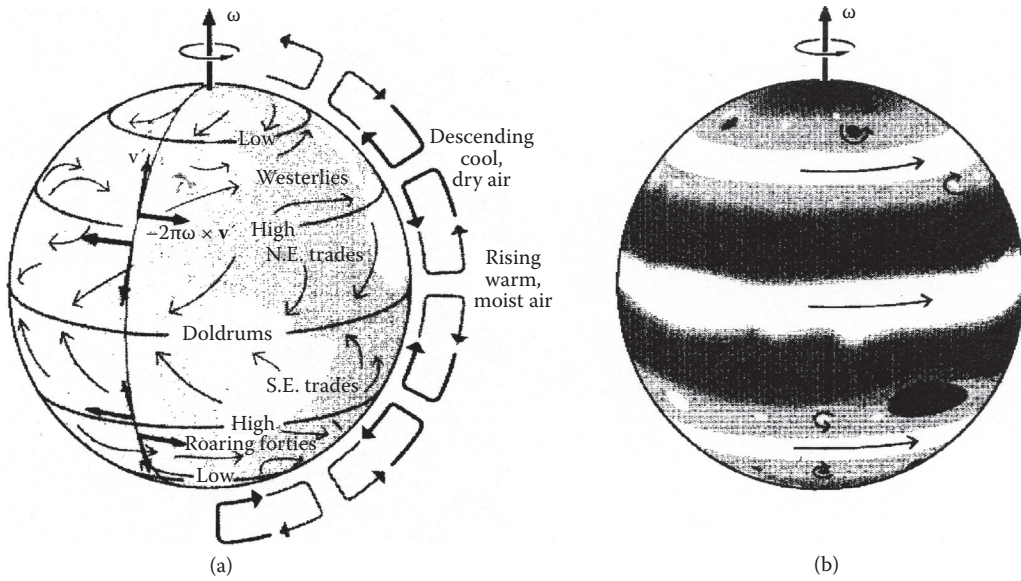 ω
Low
v′
Westerlies
−2πω × v′
High
N.E. trades
Doldrums
S.E. trades
High
Roaring forties
Low
Descending
cool,
dry air
Rising
warm,
moist air
(a)
ω
(b)